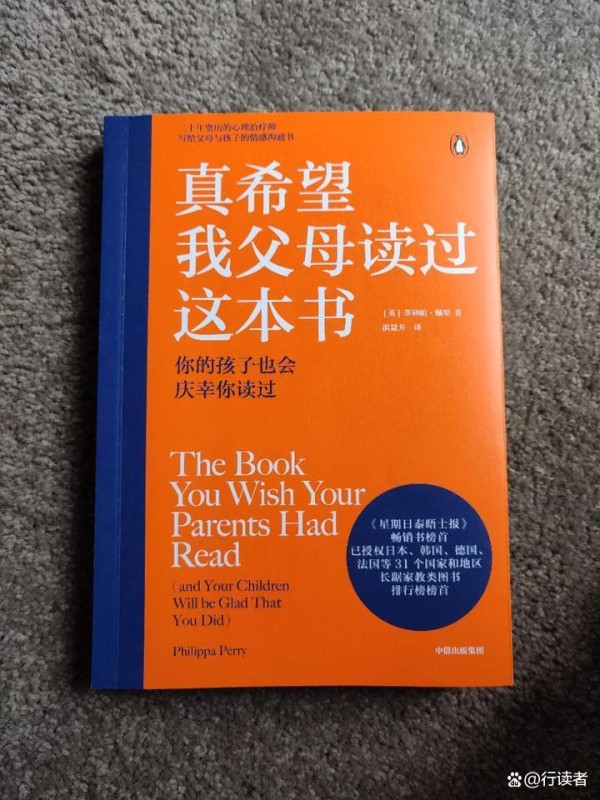 二十年资历的心理治疗师
写给父母与孩子的情感沟通书
真希望
我父母读过
这本书
[英] 菲利帕·佩里 著
洪慧芳 译
你的孩子也会
庆幸你读过
The Book
You Wish Your
Parents Had
Read
(and Your Children
Will be Glad That
You Did)
Philippa Perry
《星期日泰晤士报》
畅销书榜首
已授权日本、韩国、德国、
法国等 31 个国家和地区
长踞家教类图书
排行榜榜首
中信出版集团
@行读者